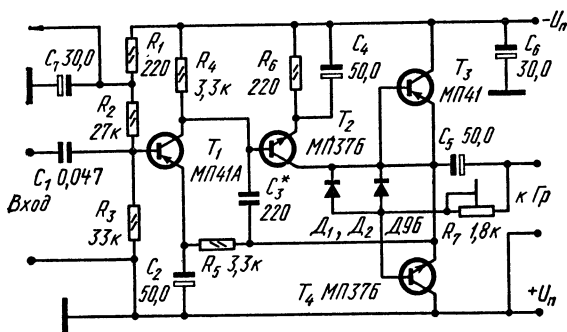 -Uп
C7 30,0
R1
220
R4
3,3к
R6
220
C4
50,0
T3
МП41
C6
30,0
R2
27к
T1
МП41А
T2
МП37Б
C5 50,0
C1 0,047
Вход
C3*
220
R3
33к
Д1, Д2 Д9Б
к Гр
R7 1,8к
R5 3,3к
C2
50,0
T4 МП37Б
+Uп